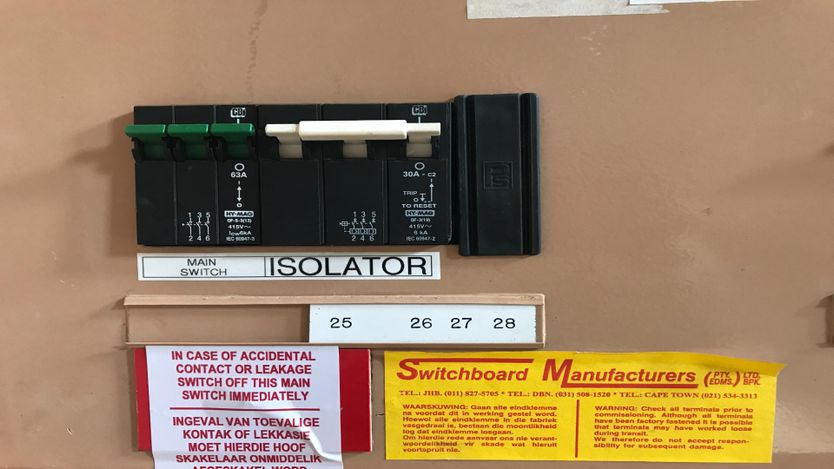 CBi
CBi
63A
30A - C2
TRIP
TO RESET
HY-MAG
HY-MAG
1 3 5
2 4 6
415V~
Icw6kA
IEC 60947-3
1 3 5
2 4 6
415V~
6 kA
IEC 60947-2
MAIN SWITCH
ISOLATOR
25 26 27 28
IN CASE OF ACCIDENTAL
CONTACT OR LEAKAGE
SWITCH OFF THIS MAIN
SWITCH IMMEDIATELY
INGEVAL VAN TOEVALIGE
KONTAK OF LEKKASIE
MOET HIERDIE HOOF
SKAKELAAR ONMIDDELIK
AFGESKAKEL WORD
Switchboard Manufacturers (PTY. EDMS.) LTD. BPK.
TEL.: JHB. (011) 827-5705 * TEL.: DBN. (031) 508-1520 * TEL.: CAPE TOWN (021) 534-3313
WAARSKUWING: Gaan alle eindklemme
na voordat dit in werking gestel word.
Hoewel alle eindklemme in die fabriek
vasgedraai is, bestaan die moontlikheid
dat eindklemme losgaan.
Om hierdie rede aanvaar ons nie verant-
woordelikheid vir skade wat hieruit
voortspruit nie.
WARNING: Check all terminals prior to
commissioning. Although all terminals
have been factory fastened it is possible
that terminals may have worked loose
during transit.
We therefore do not accept respon-
sibility for subsequent damages.